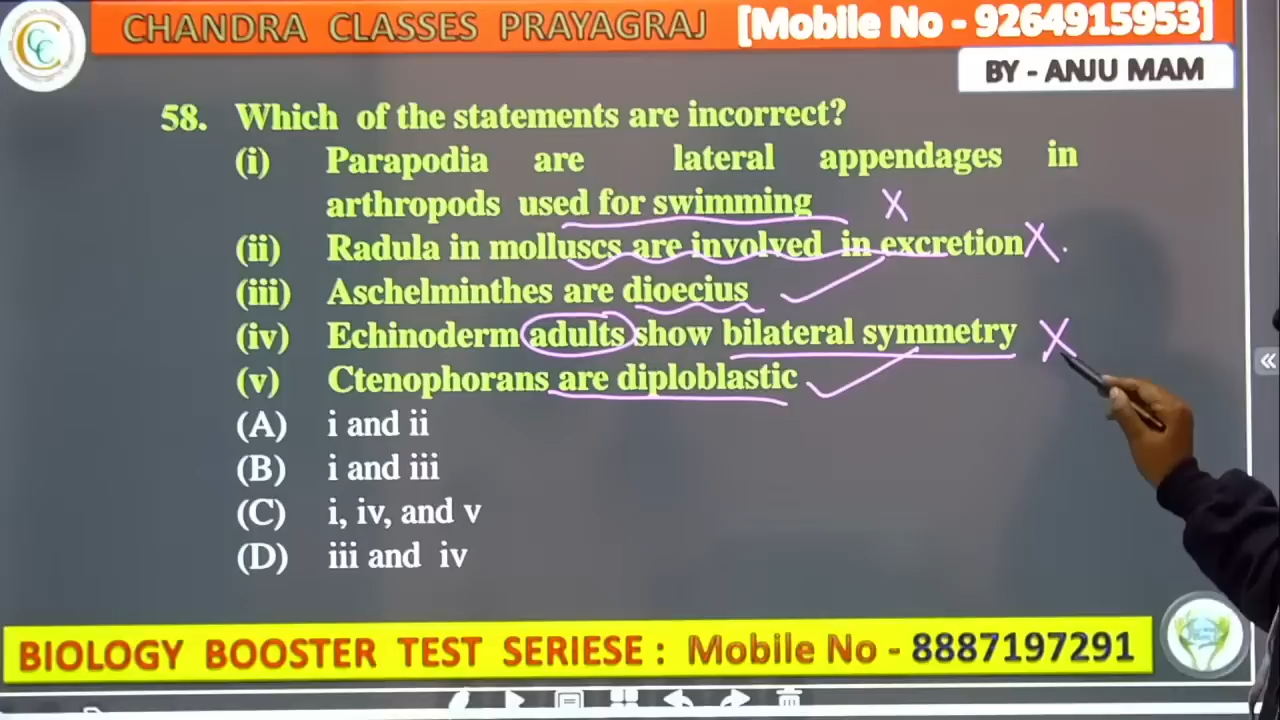 CHANDRA CLASSES PRAYAGRAJ [Mobile No - 9264915953]
BY - ANJU MAM
58. Which of the statements are incorrect?
(i) Parapodia are lateral appendages in
arthropods used for swimming X
(ii) Radula in molluscs are involved in excretion X.
(iii) Aschelminthes are dioecius ✓
(iv) Echinoderm adults show bilateral symmetry X
(v) Ctenophorans are diploblastic ✓
(A) i and ii
(B) i and iii
(C) i, iv, and v
(D) iii and iv
BIOLOGY BOOSTER TEST SERIESE : Mobile No - 8887197291